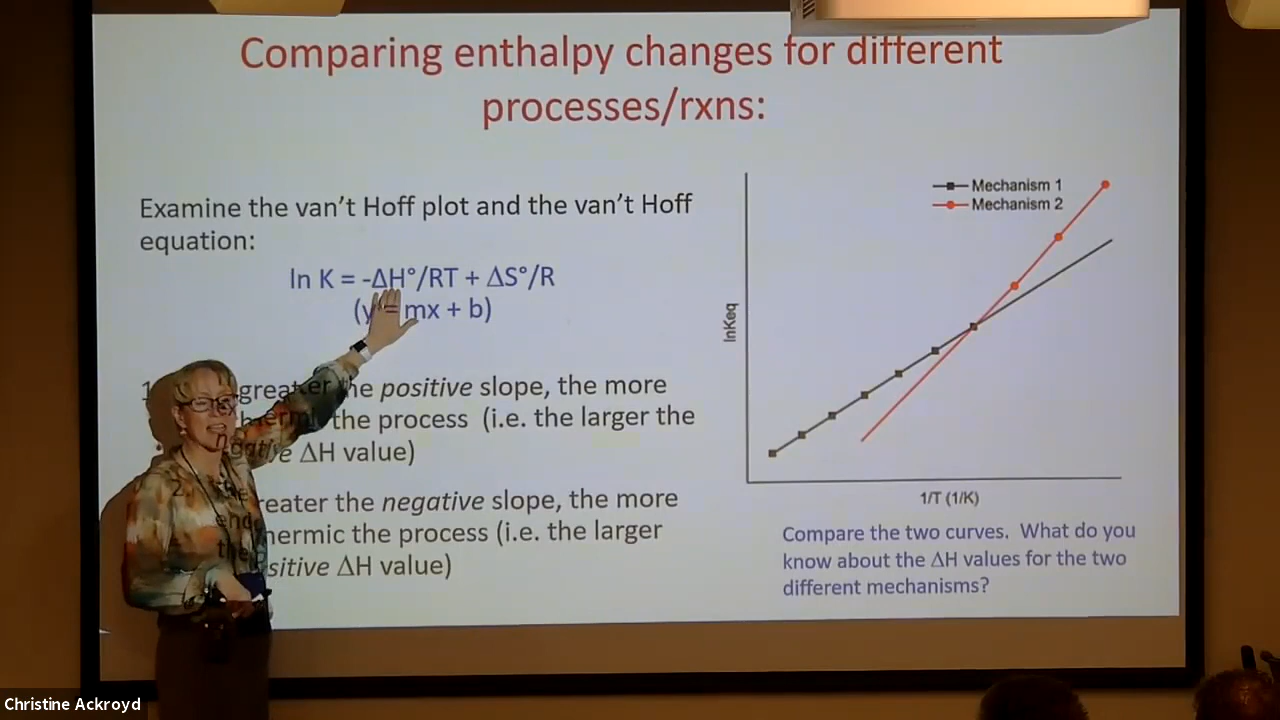 Comparing enthalpy changes for different
processes/rxns:
Examine the van't Hoff plot and the van't Hoff
equation:
ln K = -ΔH°/RT + ΔS°/R
(y = mx + b)
1. greater the positive slope, the more
the process (i.e. the larger the
negative ΔH value)
2. The greater the negative slope, the more
endothermic the process (i.e. the larger
the positive ΔH value)
Mechanism 1
Mechanism 2
lnKeq
1/T (1/K)
Compare the two curves. What do you
know about the ΔH values for the two
different mechanisms?
Christine Ackroyd